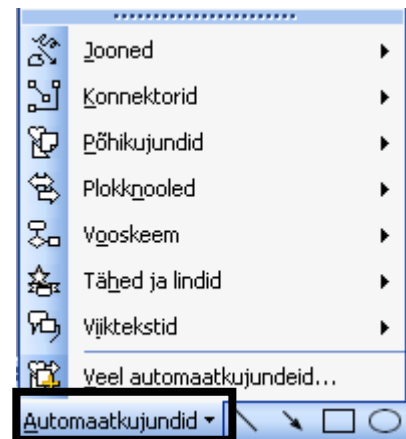 Jooned
Konnektorid
Põhikujundid
Plokknooled
Vooskeem
Tähed ja lindid
Viiktekstid
Veel automaatkujundeid...
Automaatkujundid